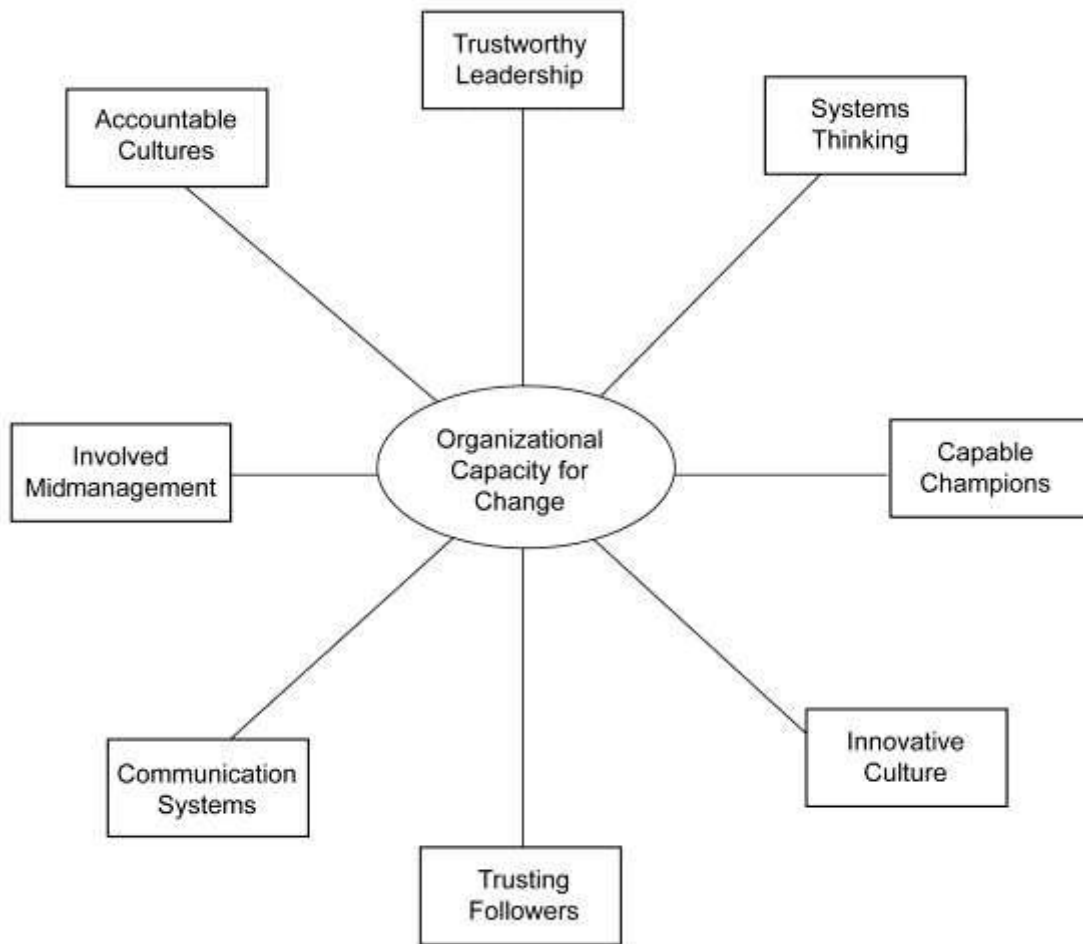 Trustworthy
Leadership
Systems
Thinking
Accountable
Cultures
Organizational
Capacity for
Change
Involved
Midmanagement
Capable
Champions
Innovative
Culture
Communication
Systems
Trusting
Followers